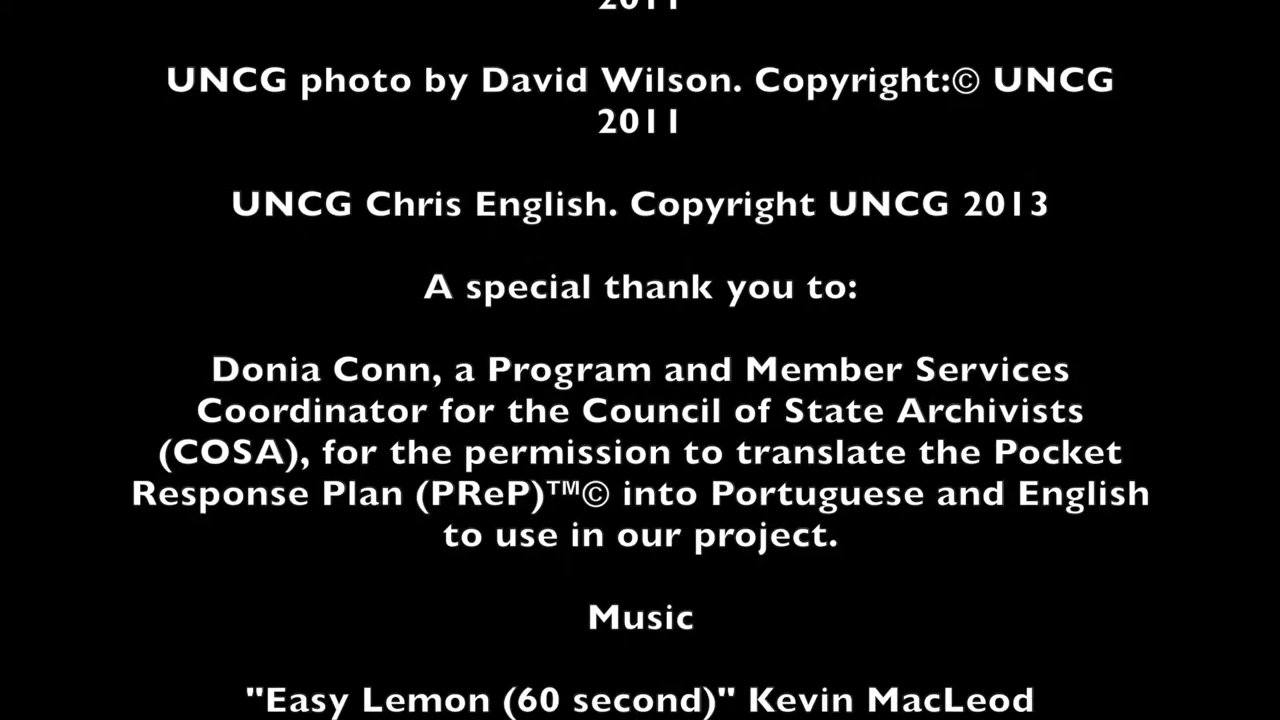 2011
UNCG photo by David Wilson. Copyright:© UNCG
2011
UNCG Chris English. Copyright UNCG 2013
A special thank you to:
Donia Conn, a Program and Member Services
Coordinator for the Council of State Archivists
(COSA), for the permission to translate the Pocket
Response Plan (PReP)™© into Portuguese and English
to use in our project.
Music
"Easy Lemon (60 second)" Kevin MacLeod